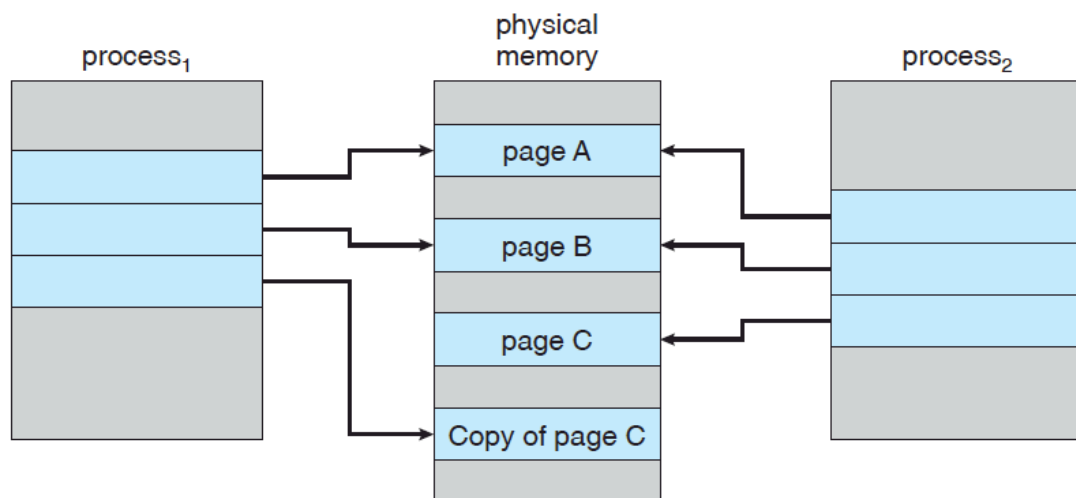 process₁
physical
memory
process₂
page A
page B
page C
Copy of page C